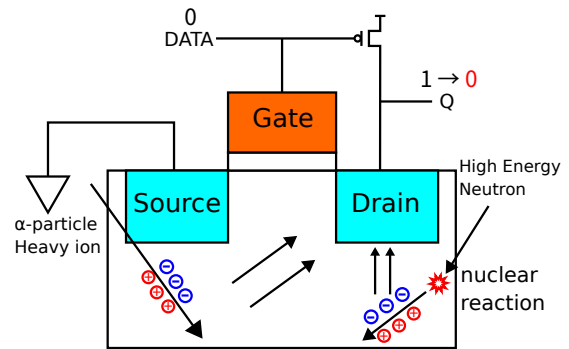 0
DATA
1 → 0
Q
Gate
Source
Drain
High Energy
Neutron
α-particle
Heavy ion
nuclear
reaction